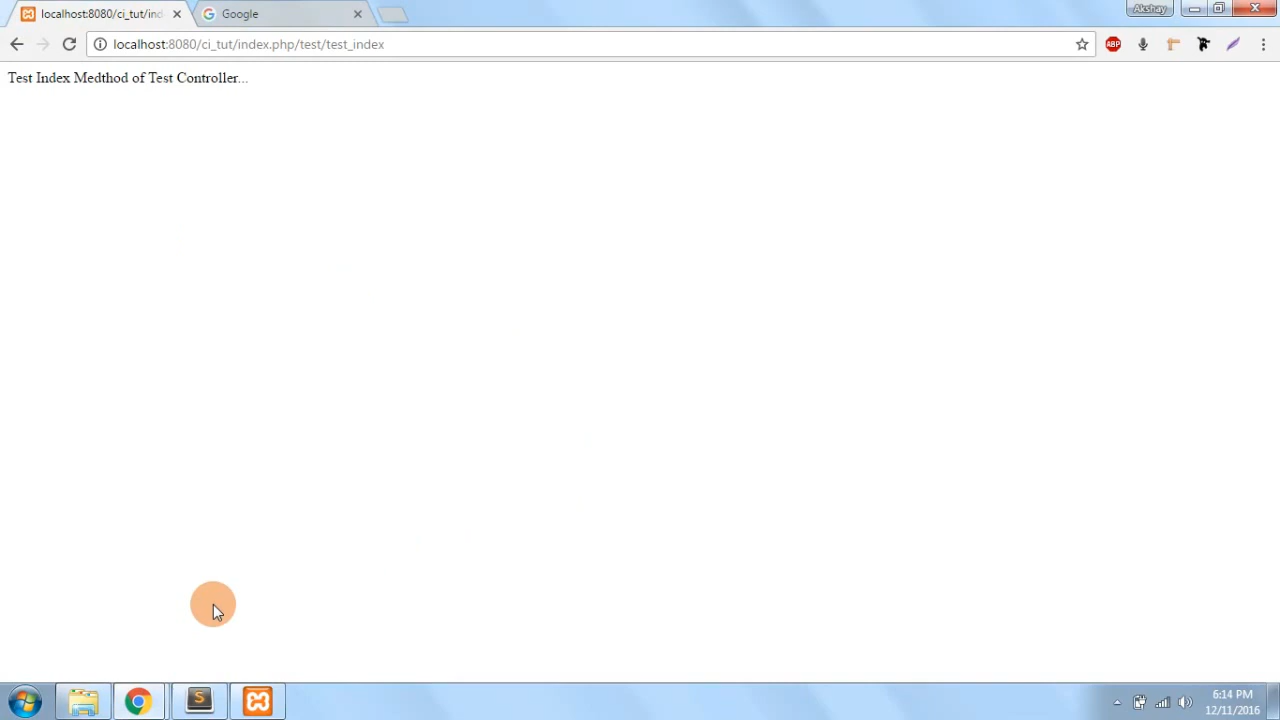 localhost:8080/ci_tut/ind
Google
Akshay
localhost:8080/ci_tut/index.php/test/test_index
ABP
Test Index Medthod of Test Controller...
6:14 PM
12/11/2016